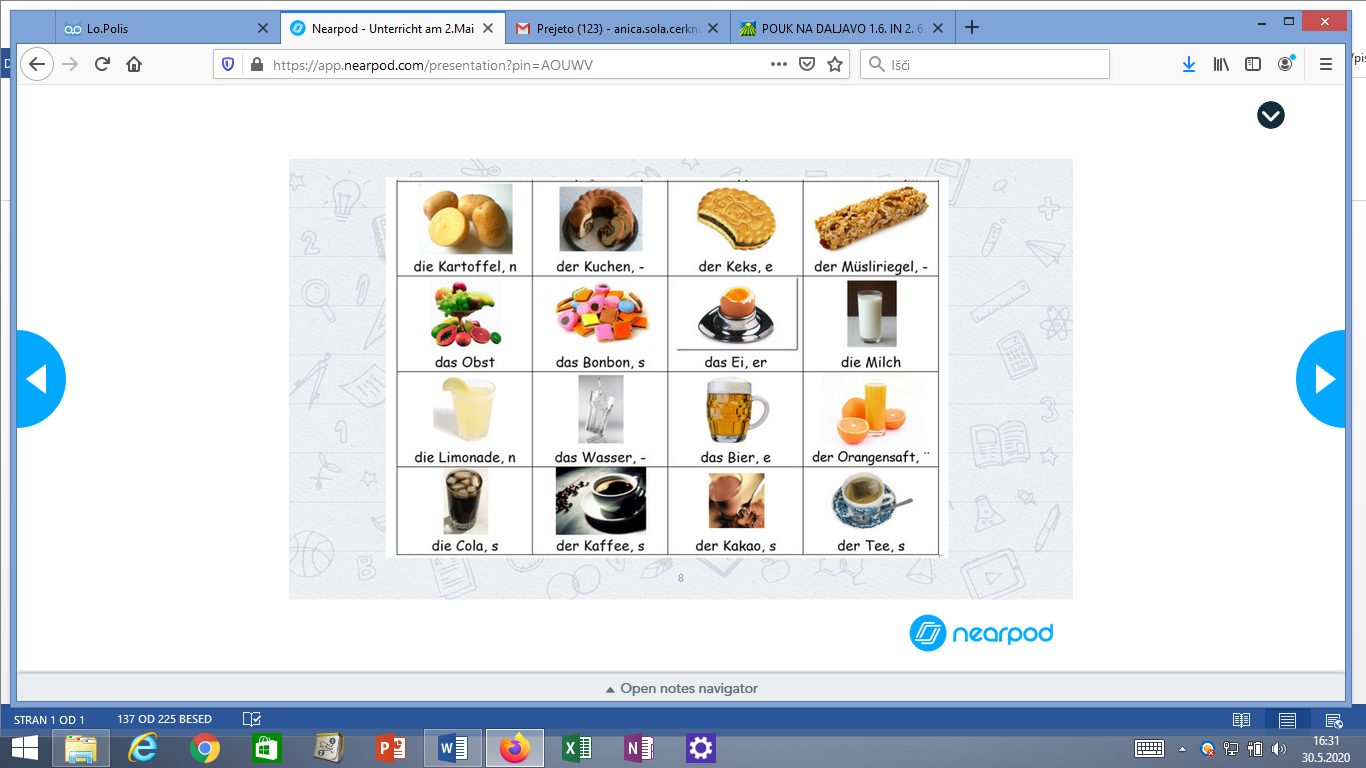 Lo.Polis
Nearpod - Unterricht am 2.Mai
Prejeto (123) - anica.sola.cerkn
POUK NA DALJAVO 1.6. IN 2. 6.
https://app.nearpod.com/presentation?pin=AOUWV
Išči
die Kartoffel, n
der Kuchen, -
der Keks, e
der Müsliriegel, -
das Obst
das Bonbon, s
das Ei, er
die Milch
die Limonade, n
das Wasser, -
das Bier, e
der Orangensaft, ¨
die Cola, s
der Kaffee, s
der Kakao, s
der Tee, s
8
nearpod
Open notes navigator
STRAN 1 OD 1
137 OD 225 BESED
16:31
30.5.2020